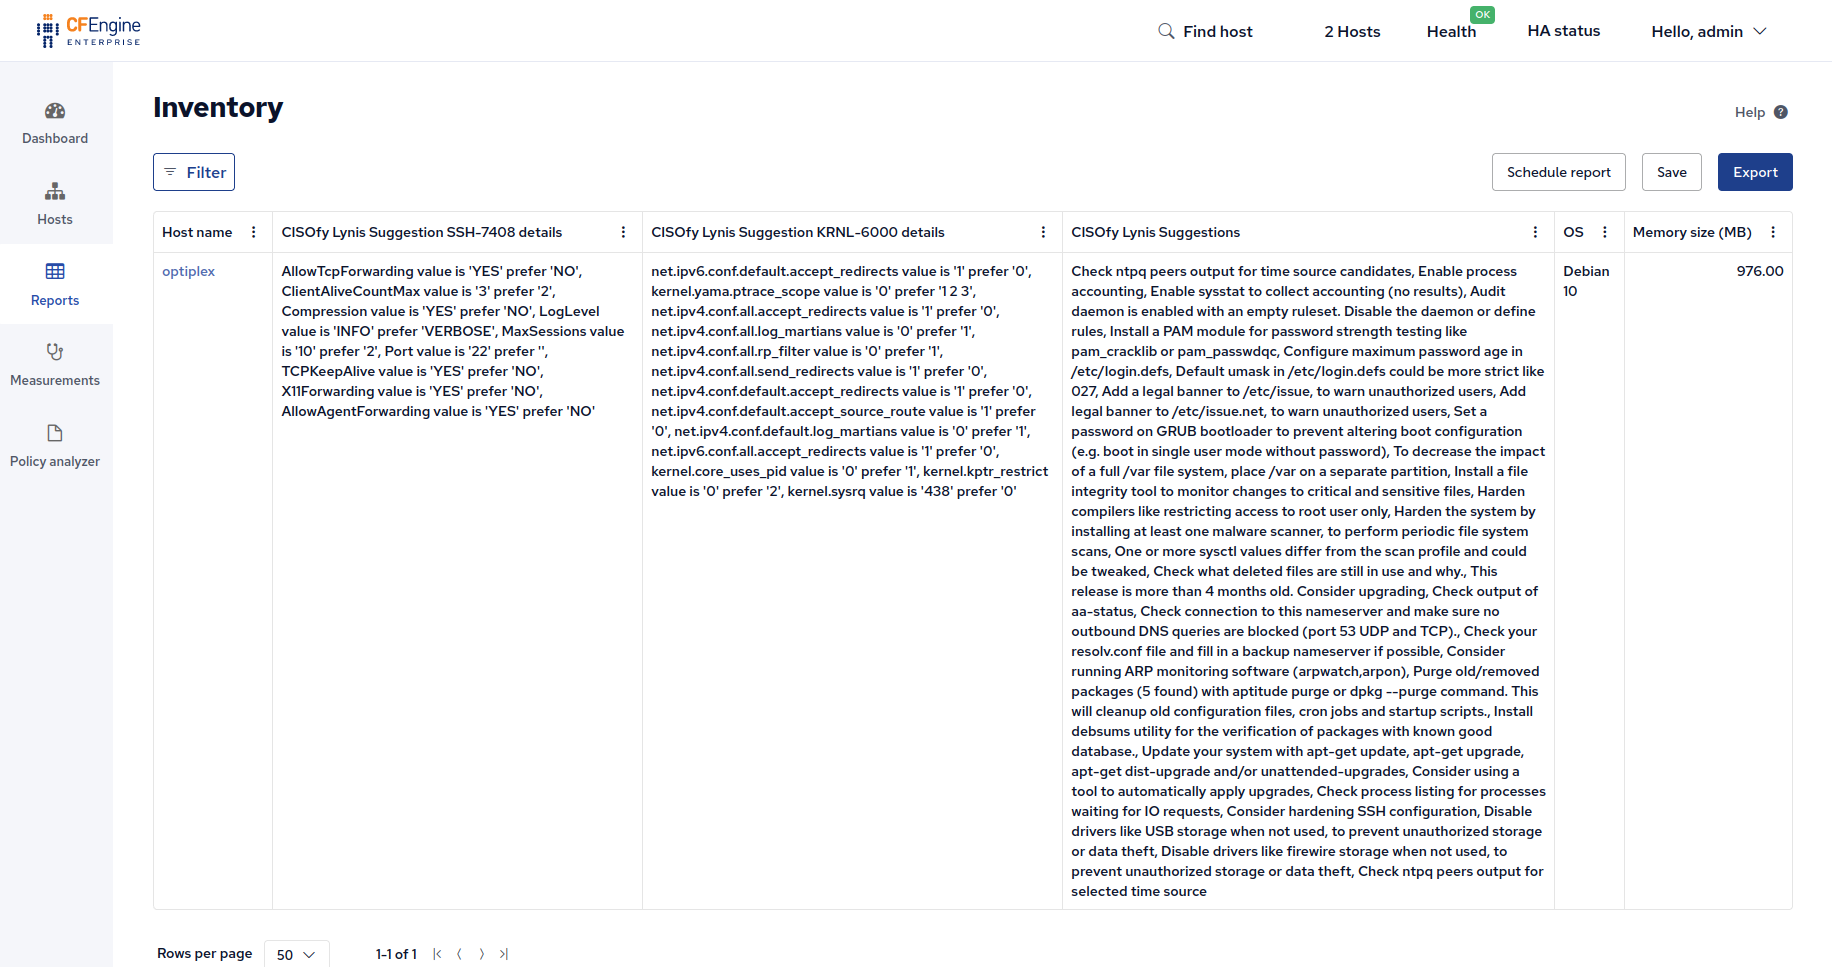 CFEngine
ENTERPRISE
Find host
2 Hosts
Health
OK
HA status
Hello, admin
Dashboard
Hosts
Reports
Measurements
Policy analyzer
Inventory
Help ?
Filter
Schedule report
Save
Export
Host name
CISOfy Lynis Suggestion SSH-7408 details
CISOfy Lynis Suggestion KRNL-6000 details
CISOfy Lynis Suggestions
OS
Memory size (MB)
optiplex
AllowTcpForwarding value is 'YES' prefer 'NO',
ClientAliveCountMax value is '3' prefer '2',
Compression value is 'YES' prefer 'NO', LogLevel
value is 'INFO' prefer 'VERBOSE', MaxSessions value
is '10' prefer '2', Port value is '22' prefer '',
TCPKeepAlive value is 'YES' prefer 'NO',
X11Forwarding value is 'YES' prefer 'NO',
AllowAgentForwarding value is 'YES' prefer 'NO'
net.ipv6.conf.default.accept_redirects value is '1' prefer '0',
kernel.yama.ptrace_scope value is '0' prefer '1 2 3',
net.ipv4.conf.all.accept_redirects value is '1' prefer '0',
net.ipv4.conf.all.log_martians value is '0' prefer '1',
net.ipv4.conf.all.rp_filter value is '0' prefer '1',
net.ipv4.conf.all.send_redirects value is '1' prefer '0',
net.ipv4.conf.default.accept_redirects value is '1' prefer '0',
net.ipv4.conf.default.accept_source_route value is '1' prefer
'0', net.ipv4.conf.default.log_martians value is '0' prefer '1',
net.ipv6.conf.all.accept_redirects value is '1' prefer '0',
kernel.core_uses_pid value is '0' prefer '1', kernel.kptr_restrict
value is '0' prefer '2', kernel.sysrq value is '438' prefer '0'
Check ntpq peers output for time source candidates, Enable process
accounting, Enable sysstat to collect accounting (no results), Audit
daemon is enabled with an empty ruleset. Disable the daemon or define
rules, Install a PAM module for password strength testing like
pam_cracklib or pam_passwdqc, Configure maximum password age in
/etc/login.defs, Default umask in /etc/login.defs could be more strict like
027, Add a legal banner to /etc/issue, to warn unauthorized users, Add
legal banner to /etc/issue.net, to warn unauthorized users, Set a
password on GRUB bootloader to prevent altering boot configuration
(e.g. boot in single user mode without password), To decrease the impact
of a full /var file system, place /var on a separate partition, Install a file
integrity tool to monitor changes to critical and sensitive files, Harden
compilers like restricting access to root user only, Harden the system by
installing at least one malware scanner, to perform periodic file system
scans, One or more sysctl values differ from the scan profile and could
be tweaked, Check what deleted files are still in use and why., This
release is more than 4 months old. Consider upgrading, Check output of
aa-status, Check connection to this nameserver and make sure no
outbound DNS queries are blocked (port 53 UDP and TCP)., Check your
resolv.conf file and fill in a backup nameserver if possible, Consider
running ARP monitoring software (arpwatch,arpon), Purge old/removed
packages (5 found) with aptitude purge or dpkg --purge command. This
will cleanup old configuration files, cron jobs and startup scripts., Install
debsums utility for the verification of packages with known good
database., Update your system with apt-get update, apt-get upgrade,
apt-get dist-upgrade and/or unattended-upgrades, Consider using a
tool to automatically apply upgrades, Check process listing for processes
waiting for IO requests, Consider hardening SSH configuration, Disable
drivers like USB storage when not used, to prevent unauthorized storage
or data theft, Disable drivers like firewire storage when not used, to
prevent unauthorized storage or data theft, Check ntpq peers output for
selected time source
Debian
10
976.00
Rows per page
50
1-1 of 1